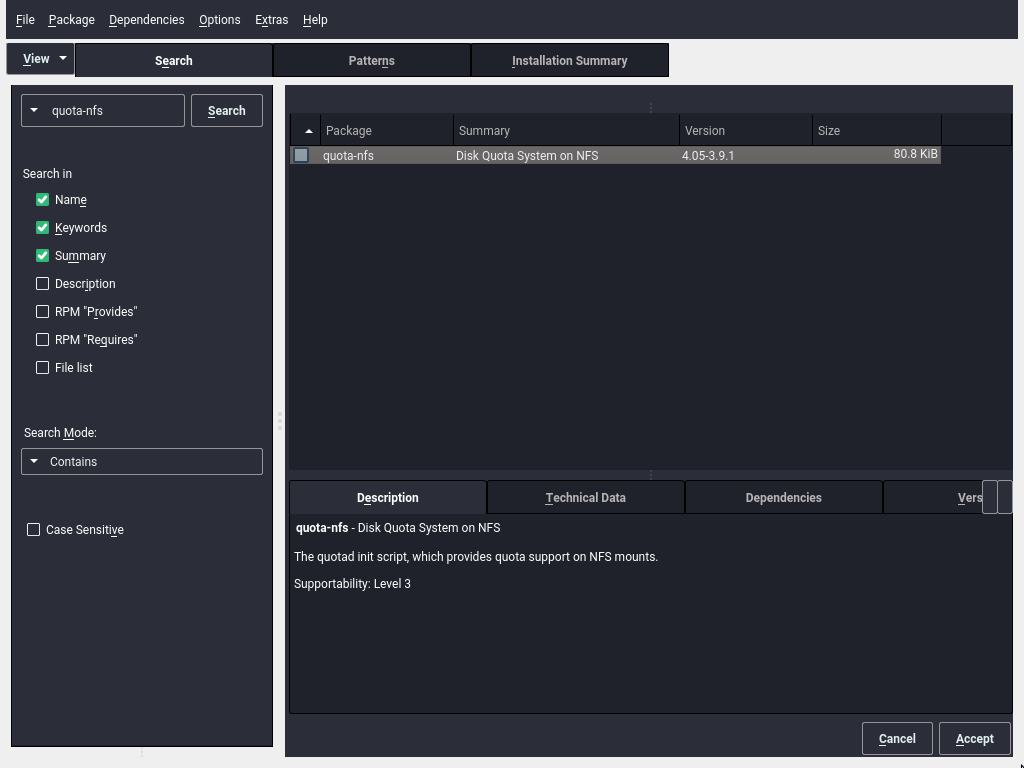 File Package Dependencies Options Extras Help
View Search Patterns Installation Summary
quota-nfs Search
Search in
Name
Keywords
Summary
Description
RPM "Provides"
RPM "Requires"
File list
Search Mode:
Contains
Case Sensitive
Package Summary Version Size
quota-nfs Disk Quota System on NFS 4.05-3.9.1 80.8 KiB
Description Technical Data Dependencies Vers
quota-nfs - Disk Quota System on NFS
The quotad init script, which provides quota support on NFS mounts.
Supportability: Level 3
Cancel Accept